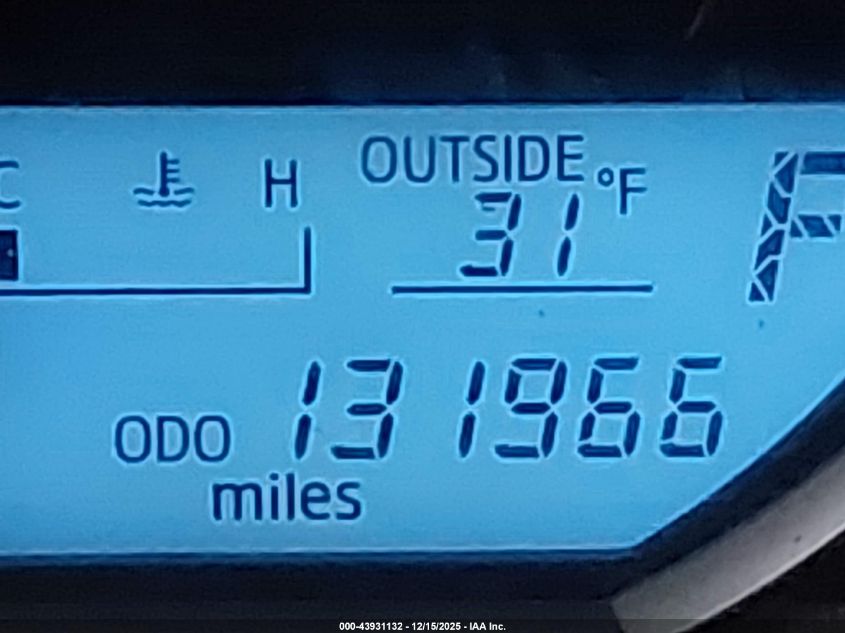 OUTSIDE
C H 31 °F
ODO 131966
miles
000-43931132 - 12/15/2025 - IAA Inc.